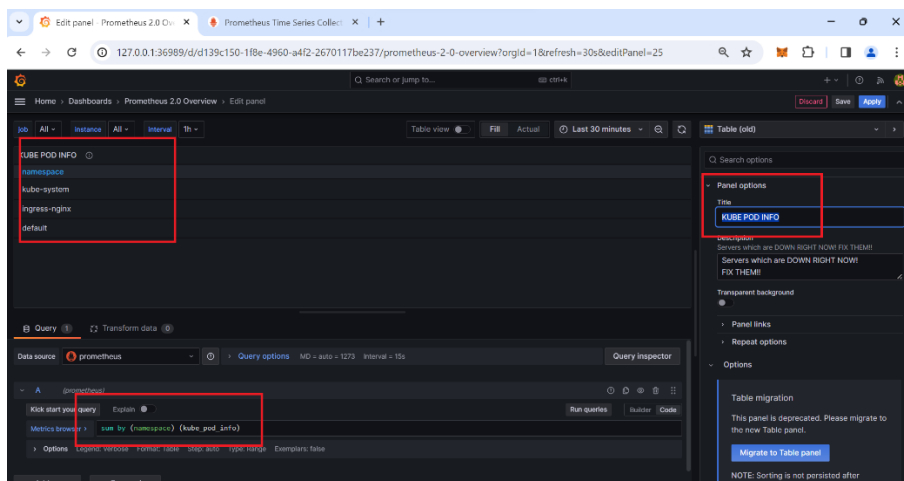 Edit panel - Prometheus 2.0 Ov
Prometheus Time Series Collect
127.0.0.1:36989/d/d139c150-1f8e-4960-a4f2-2670117be237/prometheus-2-0-overview?orgId=1&refresh=30s&editPanel=25
Search or jump to... ctrl+k
Home › Dashboards › Prometheus 2.0 Overview › Edit panel
Discard Save Apply
job All instance All interval 1h
Table view Fill Actual Last 30 minutes
Table (old)
KUBE POD INFO
namespace
kube-system
ingress-nginx
default
Search options
Panel options
Title
KUBE POD INFO
Description
Servers which are DOWN RIGHT NOW! FIX THEM!!
Servers which are DOWN RIGHT NOW!
FIX THEM!!
Transparent background
Panel links
Repeat options
Options
Table migration
This panel is deprecated. Please migrate to
the new Table panel.
Migrate to Table panel
NOTE: Sorting is not persisted after
Query 1 Transform data 0
Data source prometheus Query options MD = auto = 1273 Interval = 15s Query inspector
A (prometheus)
Kick start your query Explain Run queries Builder Code
Metrics browser › sum by (namespace) (kube_pod_info)
Options Legend: Verbose Format: Table Step: auto Type: Range Exemplars: false